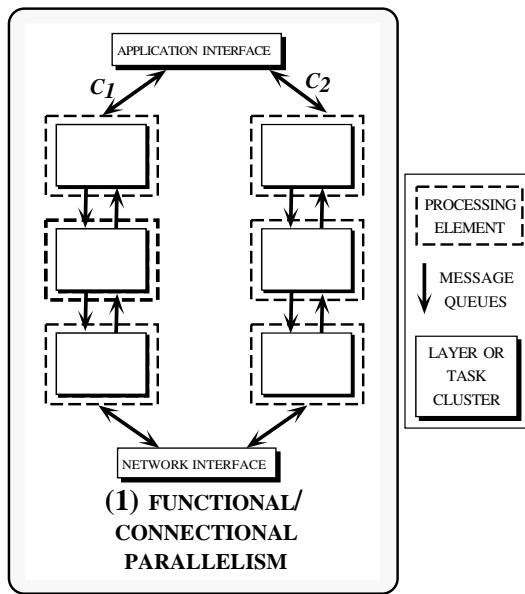 APPLICATION INTERFACE
C1
C2
PROCESSING
ELEMENT
MESSAGE
QUEUES
LAYER OR
TASK
CLUSTER
NETWORK INTERFACE
(1) FUNCTIONAL/
CONNECTIONAL
PARALLELISM